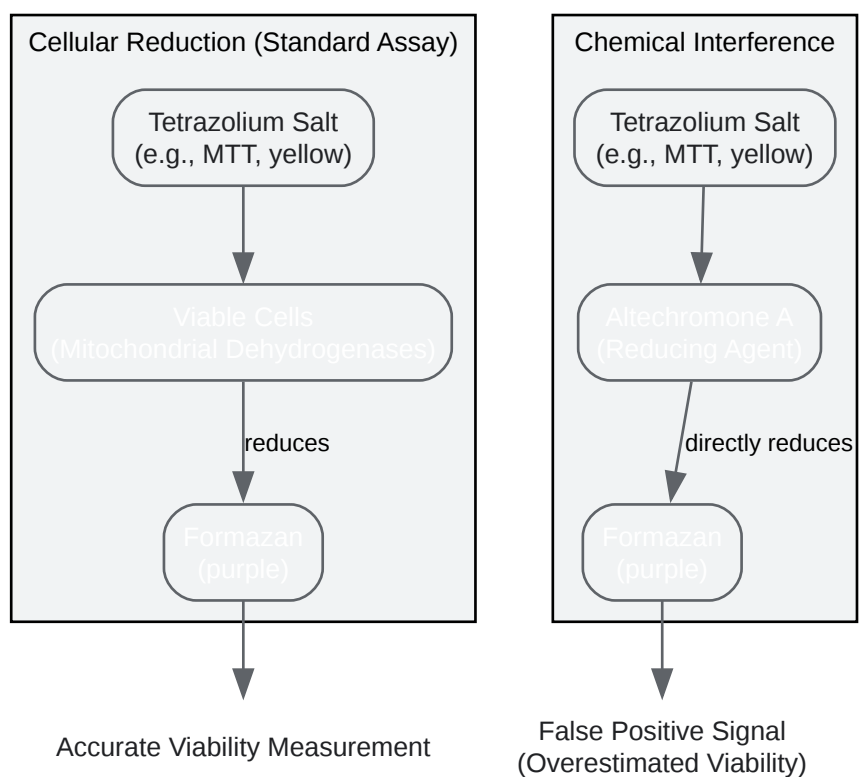 Cellular Reduction (Standard Assay)
Tetrazolium Salt
(e.g., MTT, yellow)
Viable Cells
(Mitochondrial Dehydrogenases)
reduces
Formazan
(purple)
Accurate Viability Measurement
Chemical Interference
Tetrazolium Salt
(e.g., MTT, yellow)
Altechromone A
(Reducing Agent)
directly reduces
Formazan
(purple)
False Positive Signal
(Overestimated Viability)